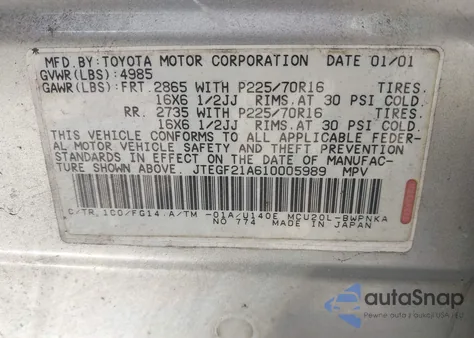 MFD.BY: TOYOTA MOTOR CORPORATION DATE 01/01
GVWR(LBS): 4985
GAWR(LBS): FRT. 2865 WITH P225/70R16 TIRES.
16X6 1/2JJ RIMS.AT 30 PSI COLD.
RR. 2735 WITH P225/70R16 TIRES.
16X6 1/2JJ RIMS.AT 30 PSI COLD.
THIS VEHICLE CONFORMS TO ALL APPLICABLE FEDER-
AL MOTOR VEHICLE SAFETY AND THEFT PREVENTION
STANDARDS IN EFFECT ON THE DATE OF MANUFAC-
TURE SHOWN ABOVE. JTEGF21A610005989 MPV
C/TR.1C0/FG14.A/TM -01A/U140E MCU20L-BWPNKA
NO 774 MADE IN JAPAN
autoSnap
Pewne auto z USA i EU